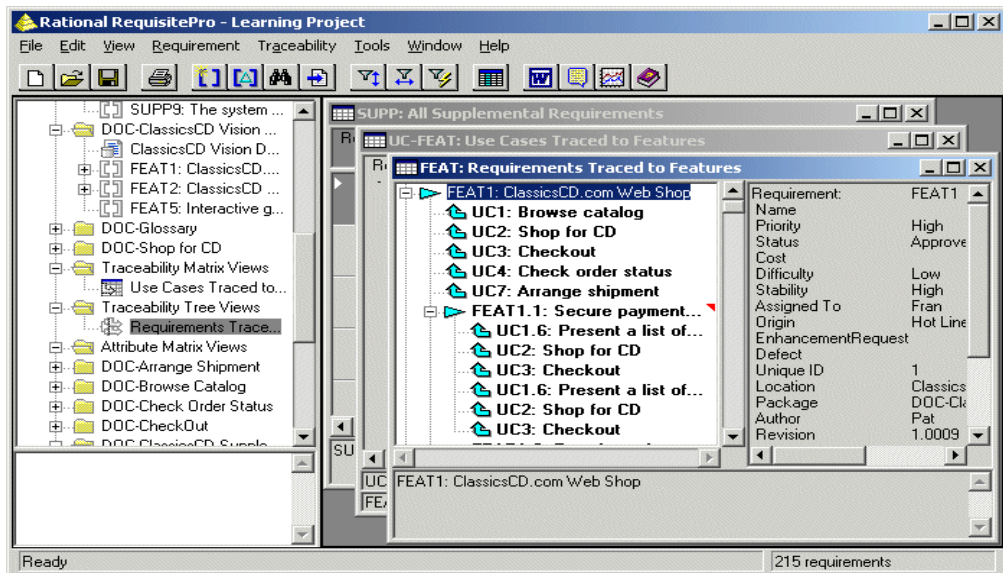 Rational RequisitePro - Learning Project
File Edit View Requirement Traceability Tools Window Help
SUPP9: The system ...
DOC-ClassicsCD Vision ...
ClassicsCD Vision D...
FEAT1: ClassicsCD....
FEAT2: ClassicsCD ...
FEAT5: Interactive g...
DOC-Glossary
DOC-Shop for CD
Traceability Matrix Views
Use Cases Traced to...
Traceability Tree Views
Requirements Trace...
Attribute Matrix Views
DOC-Arrange Shipment
DOC-Browse Catalog
DOC-Check Order Status
DOC-CheckOut
DOC-ClassicsCD Supple
SUPP: All Supplemental Requirements
UC-FEAT: Use Cases Traced to Features
FEAT: Requirements Traced to Features
FEAT1: ClassicsCD.com Web Shop
UC1: Browse catalog
UC2: Shop for CD
UC3: Checkout
UC4: Check order status
UC7: Arrange shipment
FEAT1.1: Secure payment...
UC1.6: Present a list of...
UC2: Shop for CD
UC3: Checkout
UC1.6: Present a list of...
UC2: Shop for CD
UC3: Checkout
Requirement: FEAT1
Name
Priority High
Status Approve
Cost
Difficulty Low
Stability High
Assigned To Fran
Origin Hot Line
EnhancementRequest
Defect
Unique ID 1
Location Classics
Package DOC-Cla
Author Pat
Revision 1.0009
SU
UC
FEA
FEAT1: ClassicsCD.com Web Shop
Ready
215 requirements